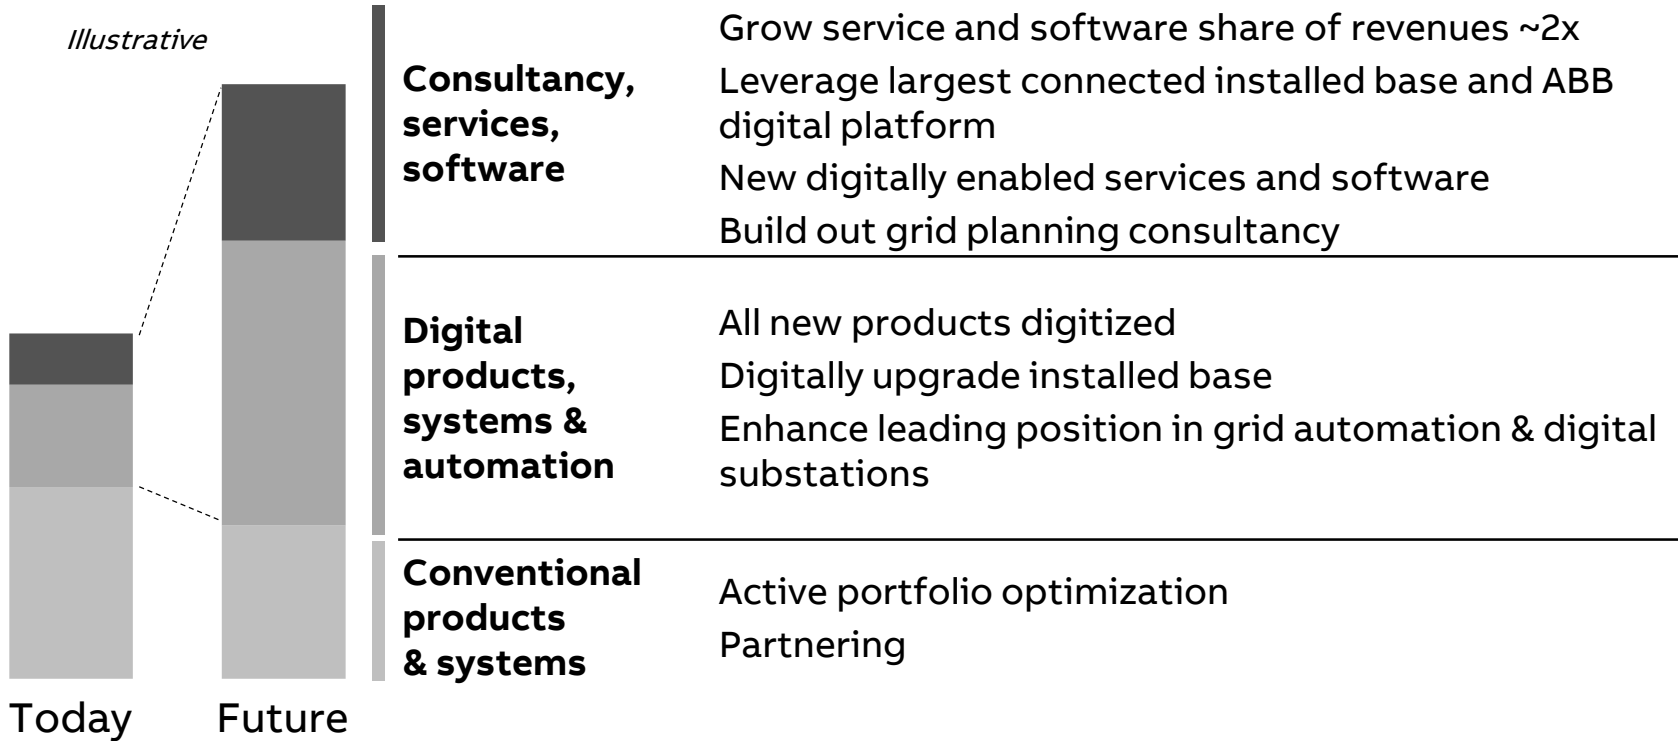 Illustrative
Today
Future
Consultancy,
services,
software
Grow service and software share of revenues ~2x
Leverage largest connected installed base and ABB
digital platform
New digitally enabled services and software
Build out grid planning consultancy
Digital
products,
systems &
automation
All new products digitized
Digitally upgrade installed base
Enhance leading position in grid automation & digital
substations
Conventional
products
& systems
Active portfolio optimization
Partnering